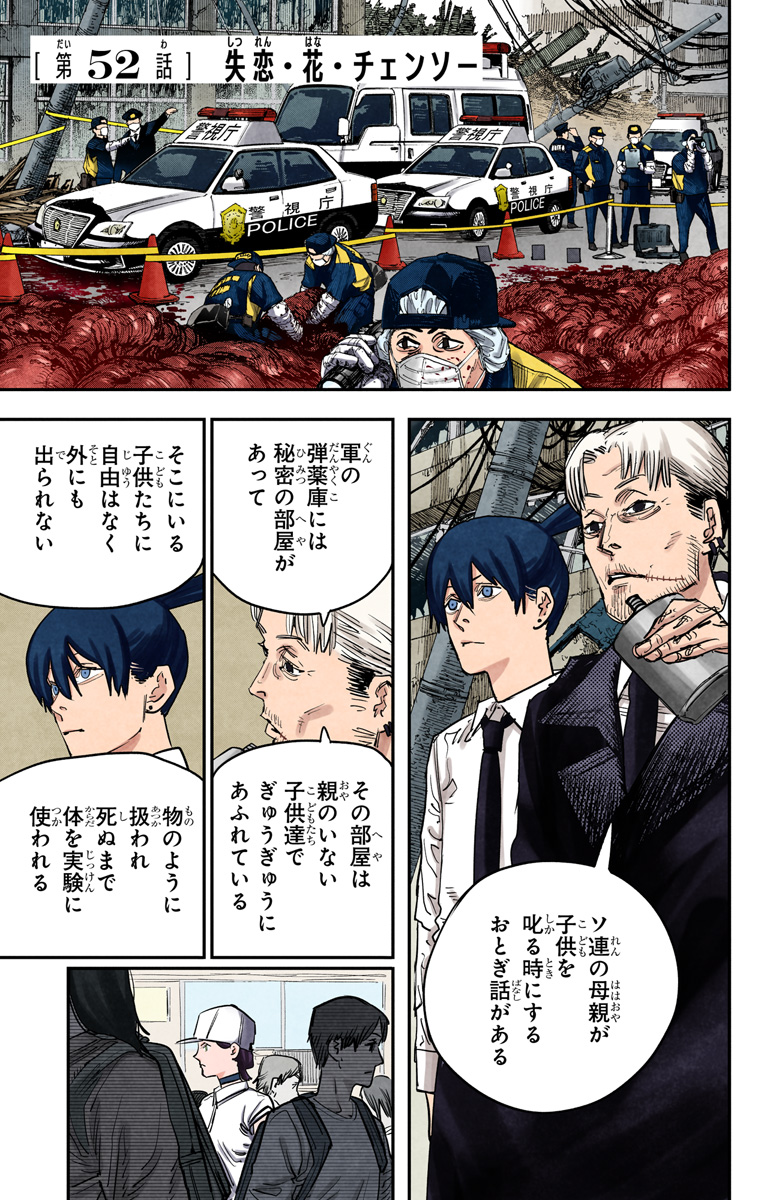 [第52話] 失恋・花・チェンソー
警視庁
警視庁
POLICE
警視庁
警視庁
POLICE
ソ連の母親が
子供を
叱る時にする
おとぎ話がある
軍の
弾薬庫には
秘密の部屋が
あって
その部屋は
親のいない
子供達で
ぎゅうぎゅうに
あふれている
そこにいる
子供たちに
自由はなく
外にも
出られない
物のように
扱われ
死ぬまで
体を実験に
使われる